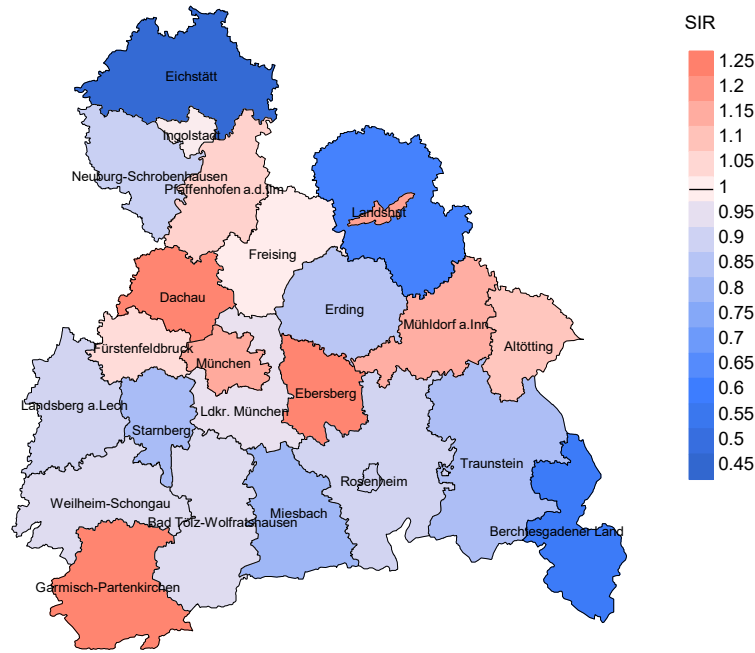 SIR
1.25
1.2
1.15
1.1
1.05
1
0.95
0.9
0.85
0.8
0.75
0.7
0.65
0.6
0.55
0.5
0.45
Eichstätt
Ingolstadt
Neuburg-Schrobenhausen
Pfaffenhofen a.d.Ilm
Freising
Dachau
Erding
Mühldorf a.Inn
Altötting
Fürstenfeldbruck
München
Ebersberg
Landsberg a.Lech
Ldkr. München
Starnberg
Traunstein
Rosenheim
Weilheim-Schongau
Miesbach
Bad Tölz-Wolfratshausen
Berchtesgadener Land
Garmisch-Partenkirchen